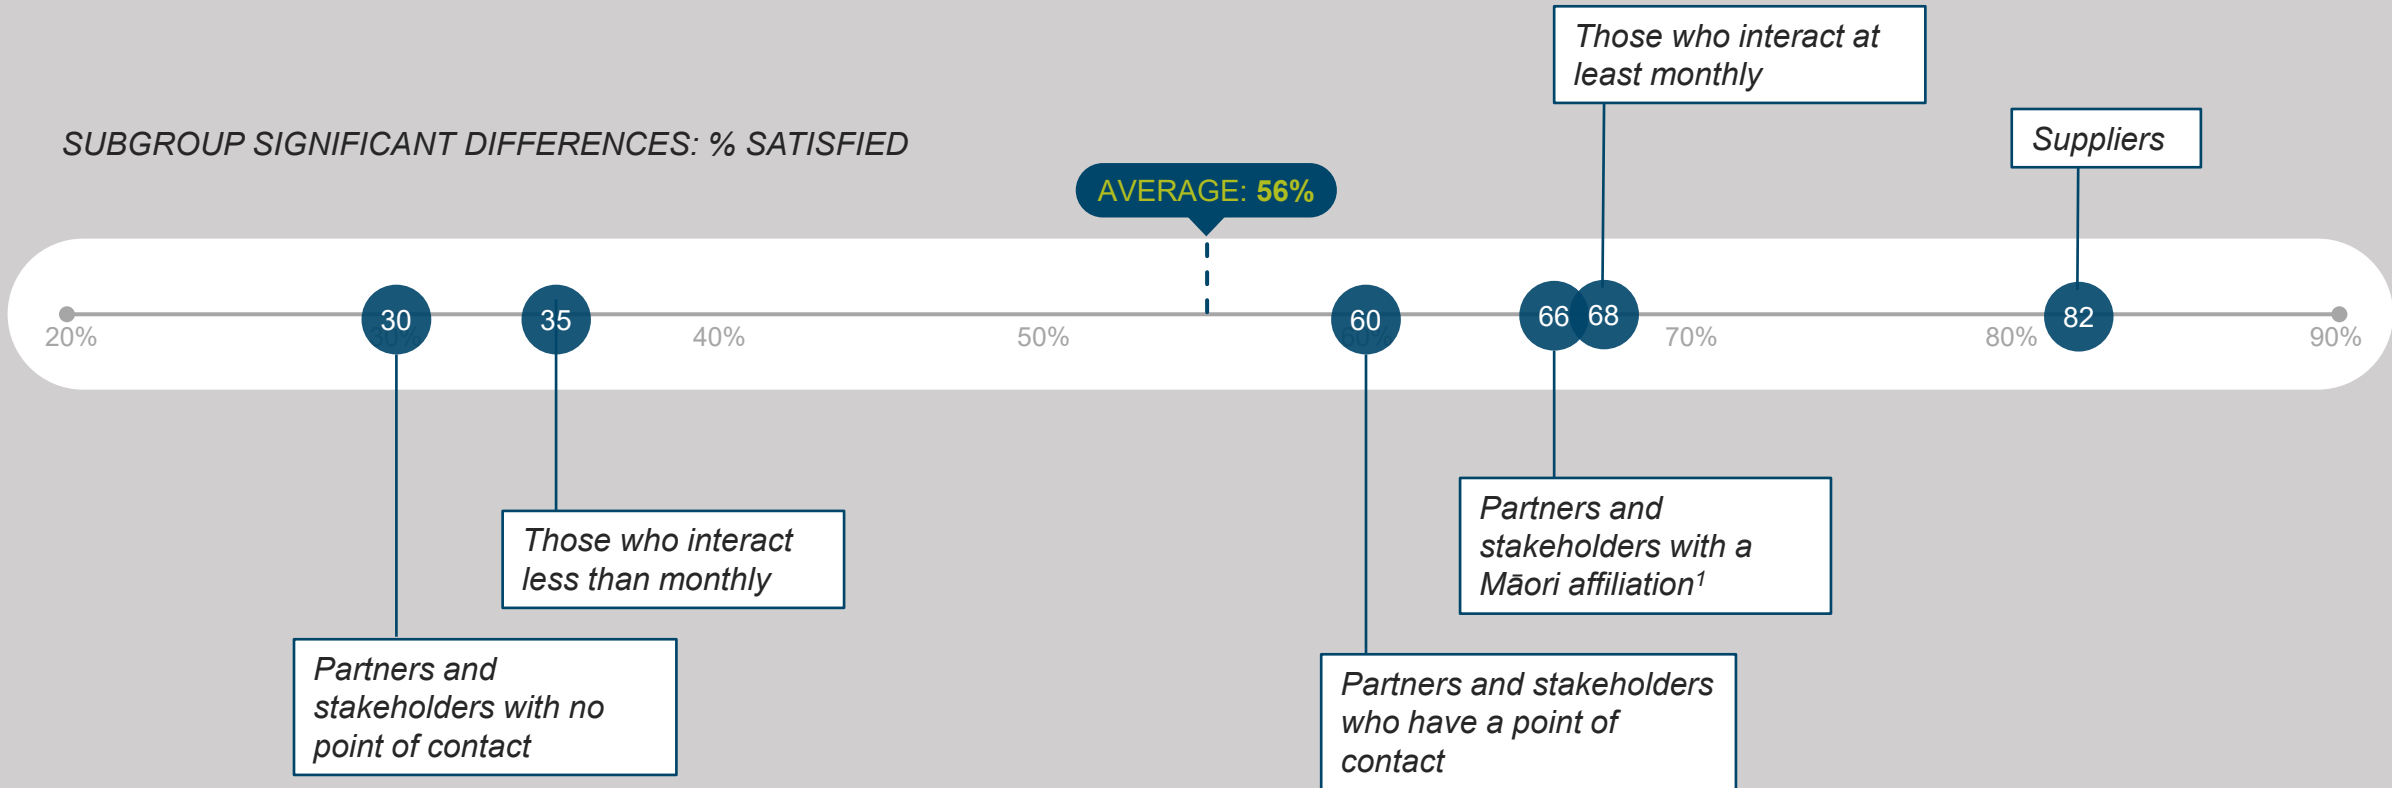 Those who interact at
least monthly
SUBGROUP SIGNIFICANT DIFFERENCES: % SATISFIED
Suppliers
AVERAGE: 56%
30
35
60
66
68
82
20%
30%
40%
50%
60%
70%
80%
90%
Those who interact
less than monthly
Partners and
stakeholders with a
Māori affiliation1
Partners and
stakeholders with no
point of contact
Partners and stakeholders
who have a point of
contact